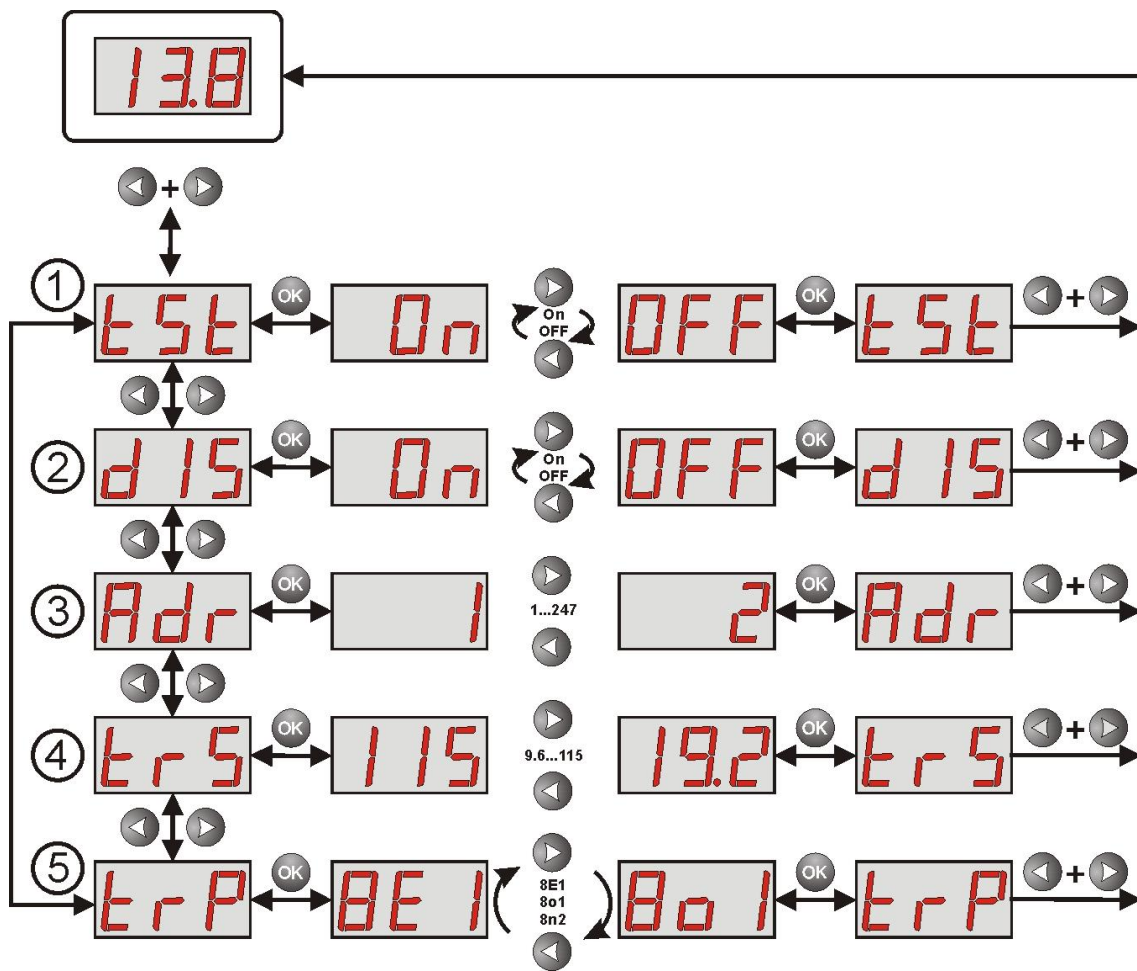 13.8
+
1 OK On OFF OK +
tSt On OFF tSt
OK On OK +
2 dIS On OFF OFF dIS
OK OK +
3 Adr 1 1...247 2 Adr
OK OK +
4 trS 115 9.6...115 19.2 trS
5 OK OK +
trP 8E1 8E1 8o1 trP
8o1
8n2